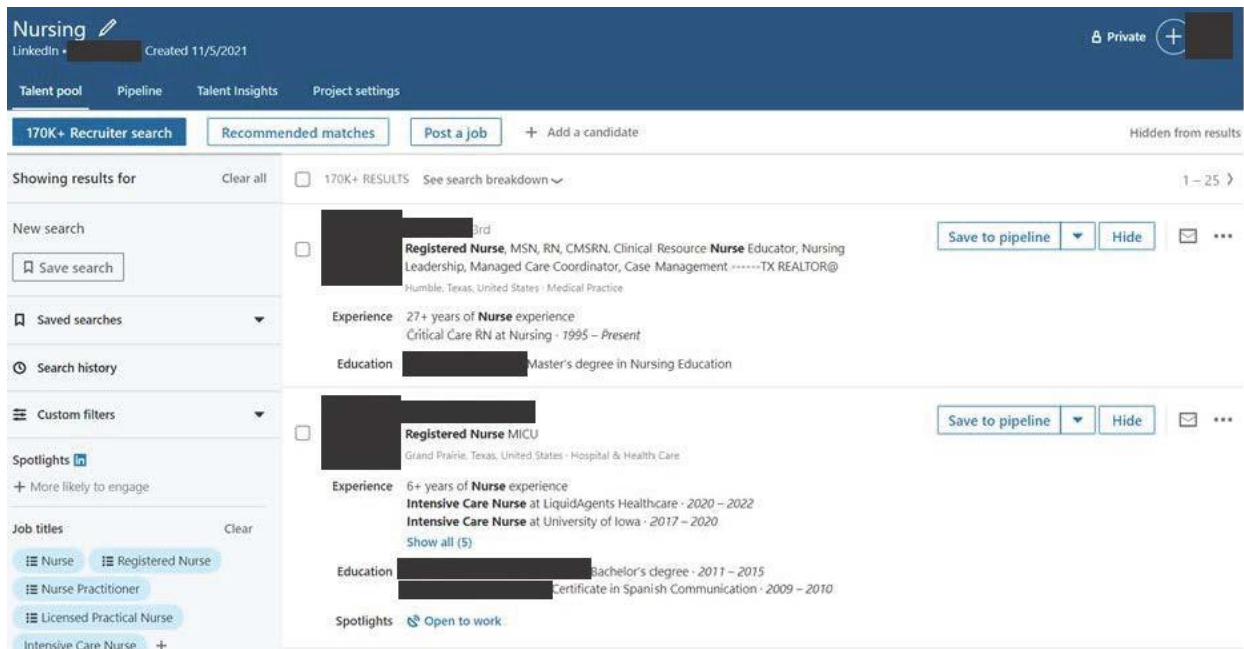 Nursing
LinkedIn • Created 11/5/2021
Private
Talent pool Pipeline Talent Insights Project settings
170K+ Recruiter search Recommended matches Post a job + Add a candidate Hidden from results
Showing results for Clear all
170K+ RESULTS See search breakdown 1 – 25
New search
Save search
Saved searches
Search history
Custom filters
Spotlights in
+ More likely to engage
Job titles Clear
Nurse Registered Nurse
Nurse Practitioner
Licensed Practical Nurse
Intensive Care Nurse +
3rd
Registered Nurse, MSN, RN, CMSRN. Clinical Resource Nurse Educator, Nursing
Leadership, Managed Care Coordinator, Case Management ------TX REALTOR@
Humble, Texas, United States · Medical Practice
Save to pipeline Hide
Experience 27+ years of Nurse experience
Critical Care RN at Nursing · 1995 – Present
Education Master's degree in Nursing Education
Registered Nurse MICU
Grand Prairie, Texas, United States · Hospital & Health Care
Save to pipeline Hide
Experience 6+ years of Nurse experience
Intensive Care Nurse at LiquidAgents Healthcare · 2020 – 2022
Intensive Care Nurse at University of Iowa · 2017 – 2020
Show all (5)
Education Bachelor's degree · 2011 – 2015
Certificate in Spanish Communication · 2009 – 2010
Spotlights Open to work